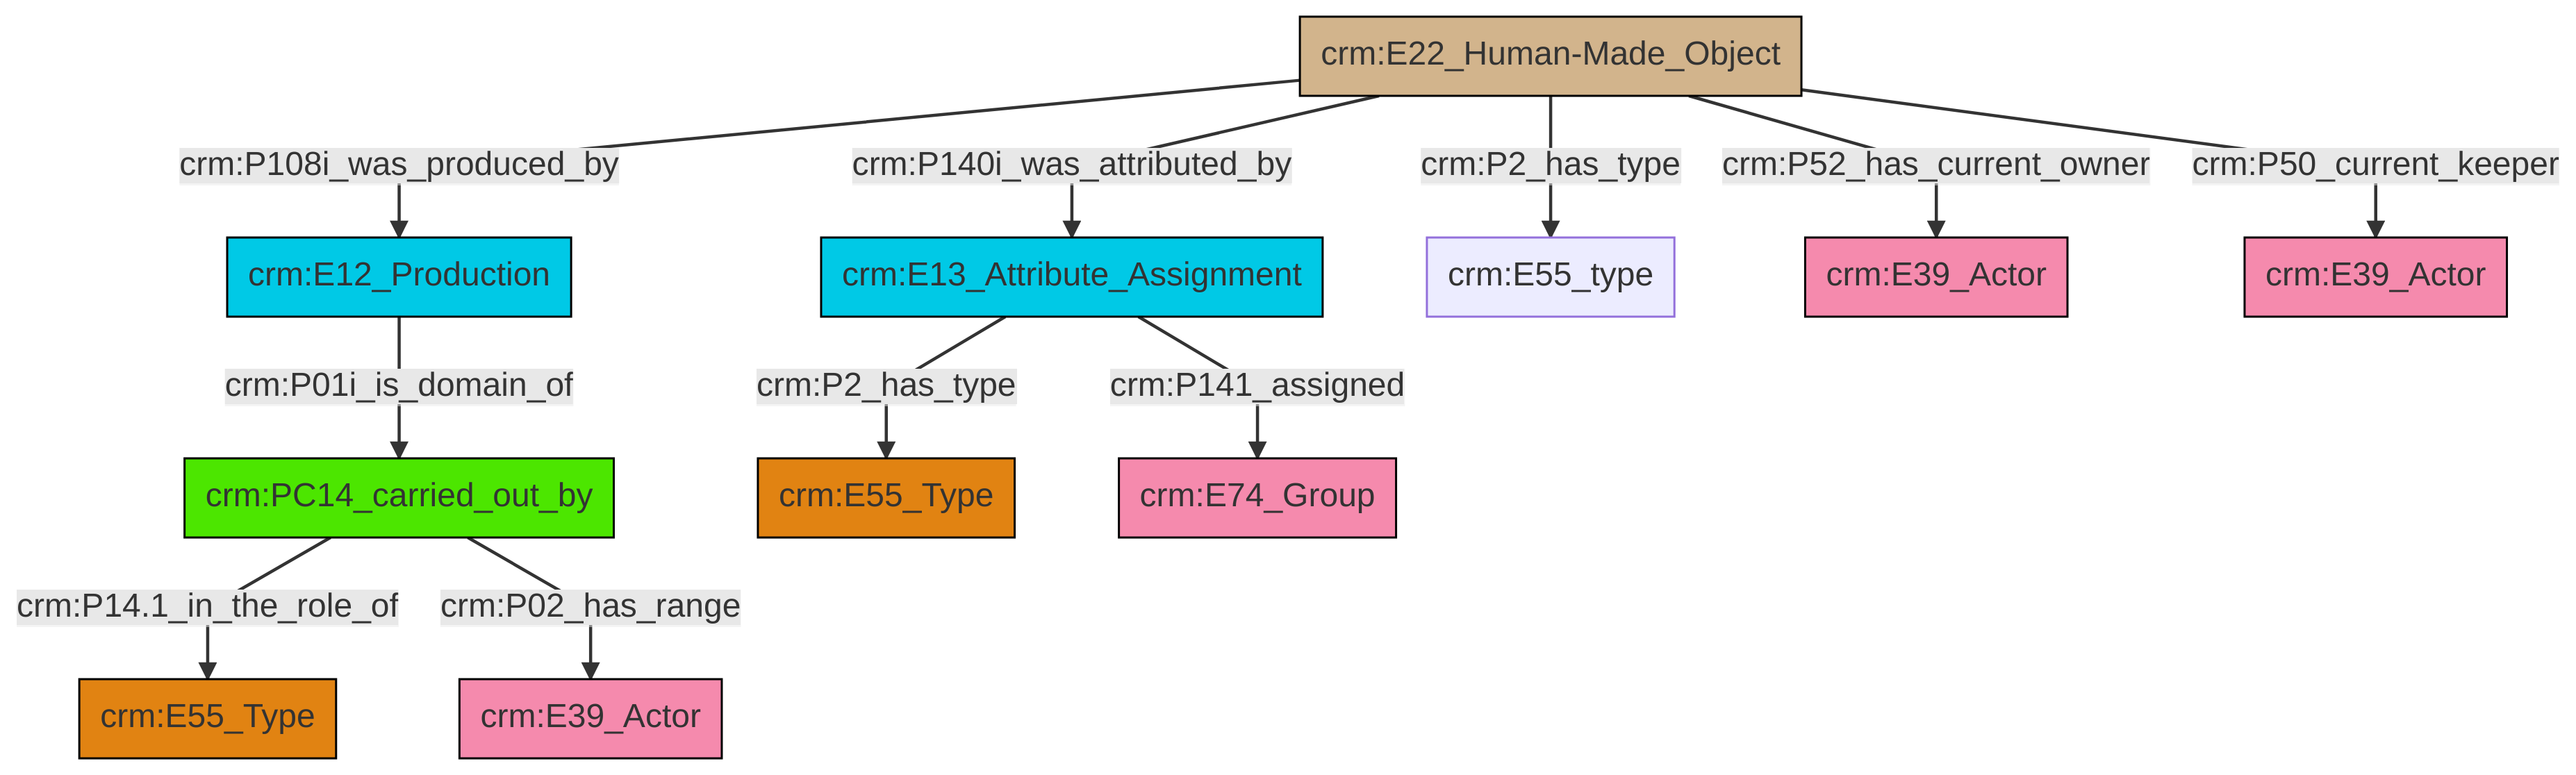 crm:E22_Human-Made_Object
crm:P108i_was_produced_by
crm:P140i_was_attributed_by
crm:P2_has_type
crm:P52_has_current_owner
crm:P50_current_keeper
crm:E12_Production
crm:E13_Attribute_Assignment
crm:E55_type
crm:E39_Actor
crm:E39_Actor
crm:P01i_is_domain_of
crm:P2_has_type
crm:P141_assigned
crm:PC14_carried_out_by
crm:E55_Type
crm:E74_Group
crm:P14.1_in_the_role_of
crm:P02_has_range
crm:E55_Type
crm:E39_Actor